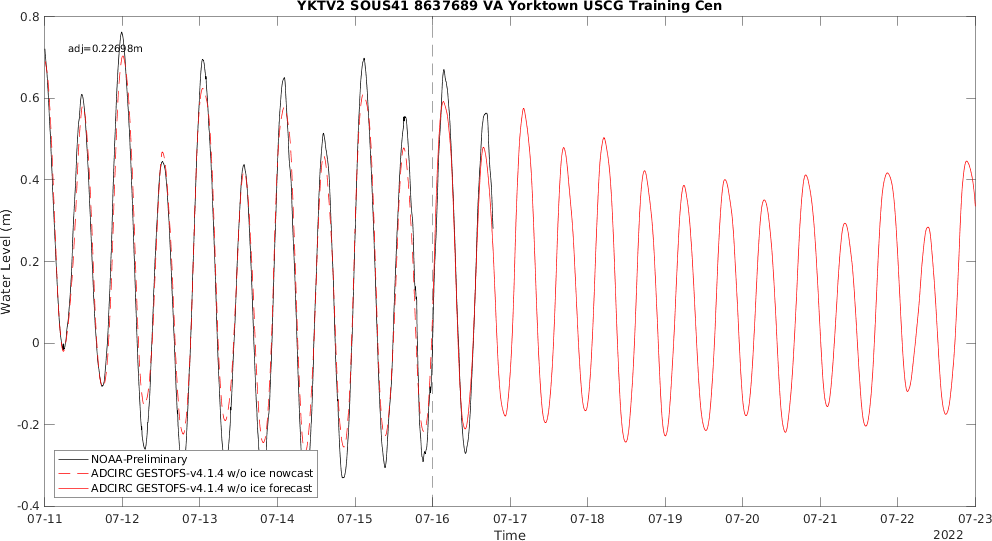 YKTV2 SOUS41 8637689 VA Yorktown USCG Training Cen
adj=0.22698m
0.8
0.6
0.4
0.2
0
-0.2
-0.4
Water Level (m)
NOAA-Preliminary
ADCIRC GESTOFS-v4.1.4 w/o ice nowcast
ADCIRC GESTOFS-v4.1.4 w/o ice forecast
07-11 07-12 07-13 07-14 07-15 07-16 07-17 07-18 07-19 07-20 07-21 07-22 07-23
Time
2022